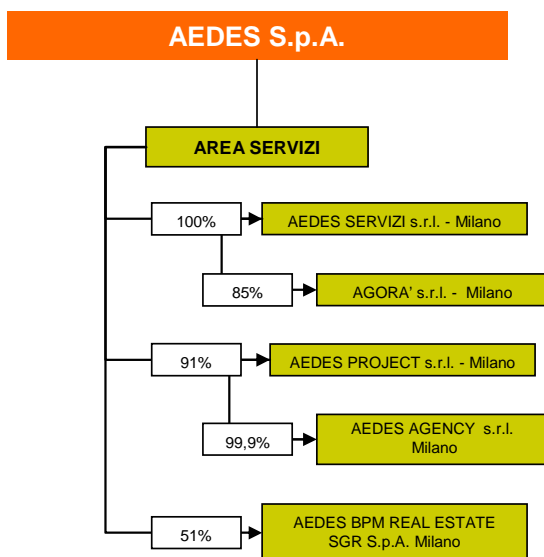 AEDES S.p.A.
AREA SERVIZI
100%
AEDES SERVIZI s.r.l. - Milano
85%
AGORA' s.r.l. - Milano
91%
AEDES PROJECT s.r.l. - Milano
99,9%
AEDES AGENCY s.r.l.
Milano
51%
AEDES BPM REAL ESTATE
SGR S.p.A. Milano